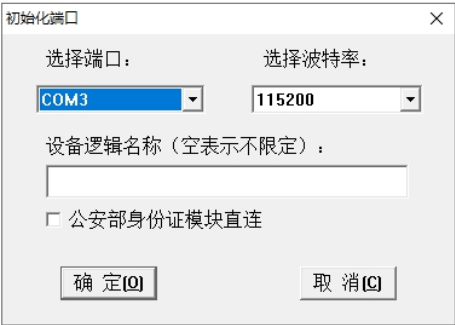 初始化端口
选择端口： 选择波特率：
COM3 115200
设备逻辑名称（空表示不限定）：
公安部身份证模块直连
确 定(O) 取 消(C)